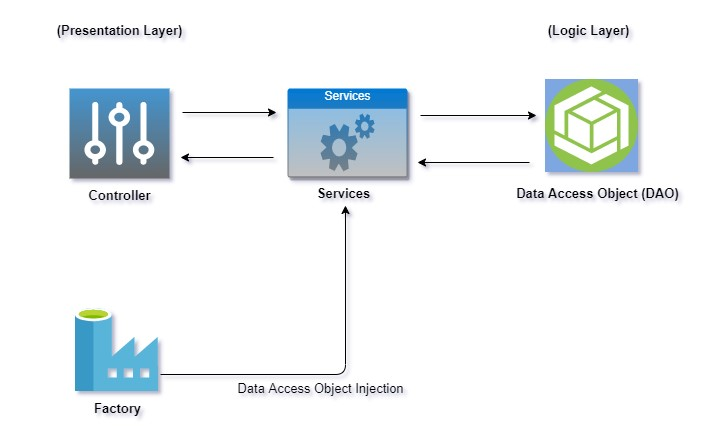 (Presentation Layer)
(Logic Layer)
Services
Controller
Services
Data Access Object (DAO)
Data Access Object Injection
Factory